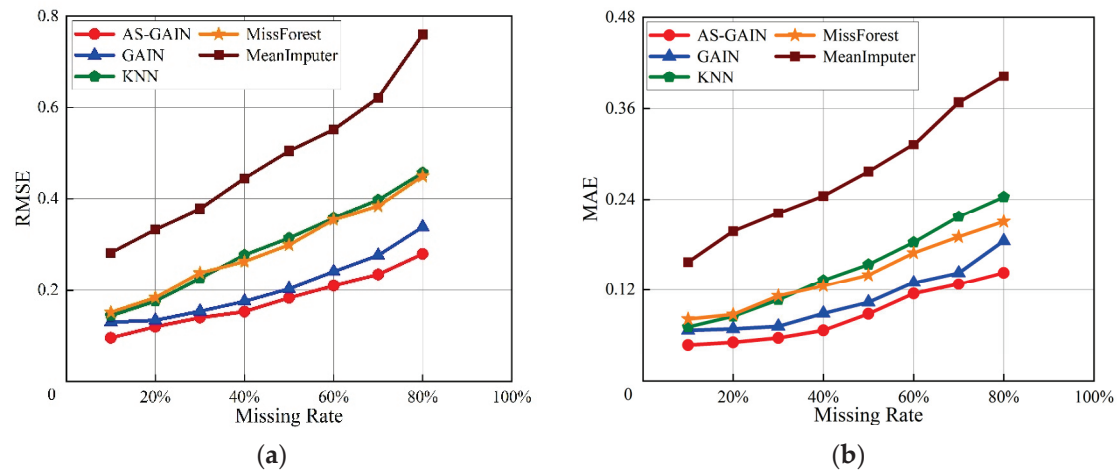 0.8
0.6
0.4
0.2
0
RMSE
AS-GAIN
GAIN
KNN
MissForest
MeanImputer
20%
40%
60%
80%
100%
Missing Rate
(a)
0.48
0.36
0.24
0.12
0
MAE
AS-GAIN
GAIN
KNN
MissForest
MeanImputer
20%
40%
60%
80%
100%
Missing Rate
(b)